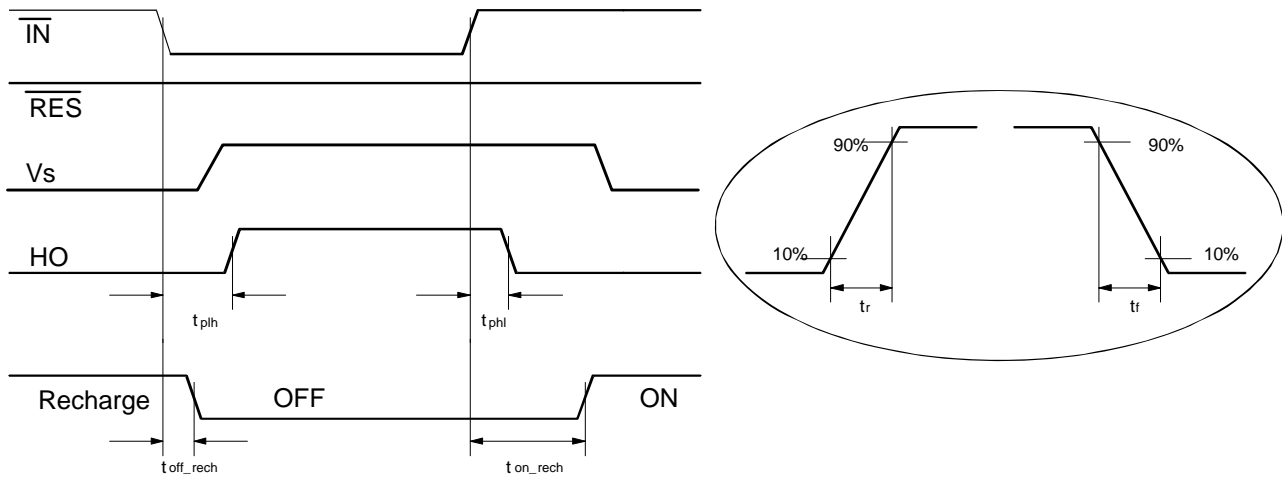 IN
RES
Vs
HO
t plh
t phl
Recharge
OFF
ON
t off_rech
t on_rech
90%
90%
10%
10%
tr
tf